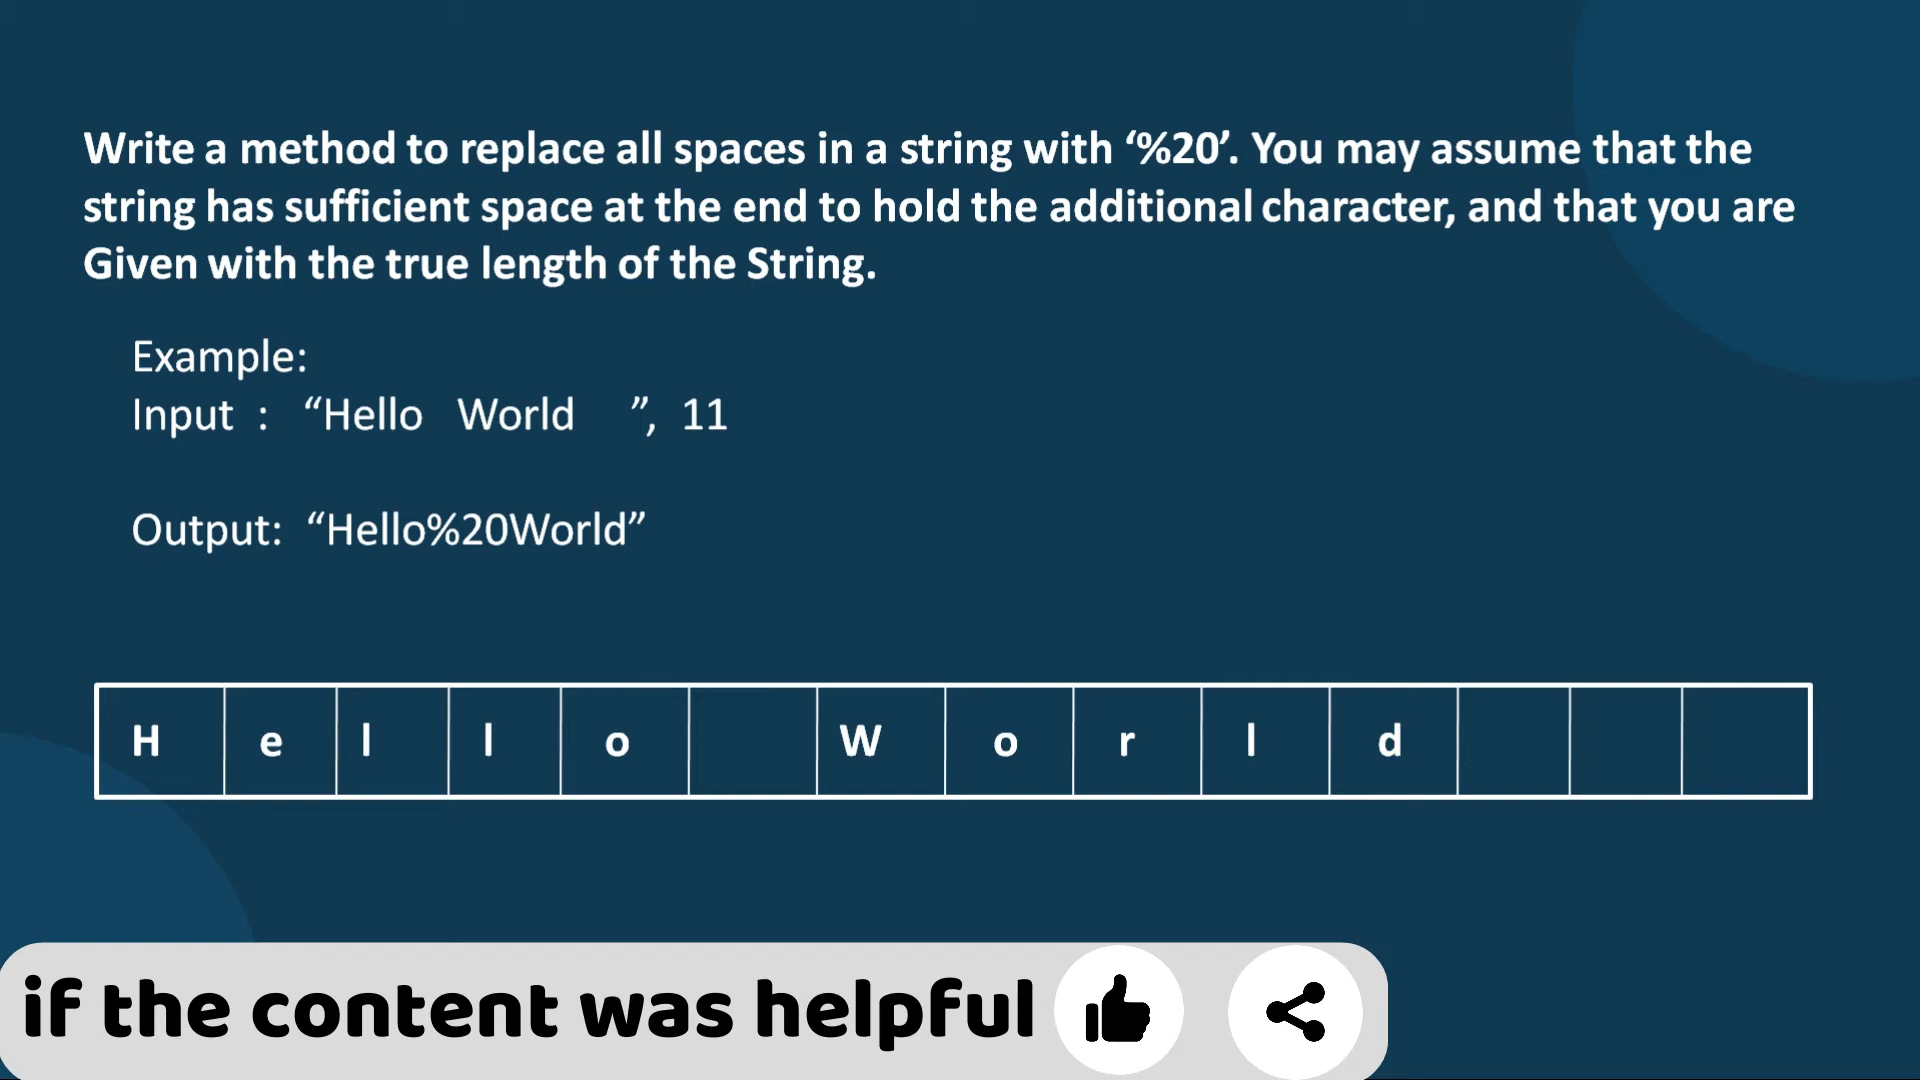 Write a method to replace all spaces in a string with ‘%20’. You may assume that the
string has sufficient space at the end to hold the additional character, and that you are
Given with the true length of the String.
Example:
Input : “Hello World ”, 11
Output: “Hello%20World”
H e l l o W o r l d
if the content was helpful